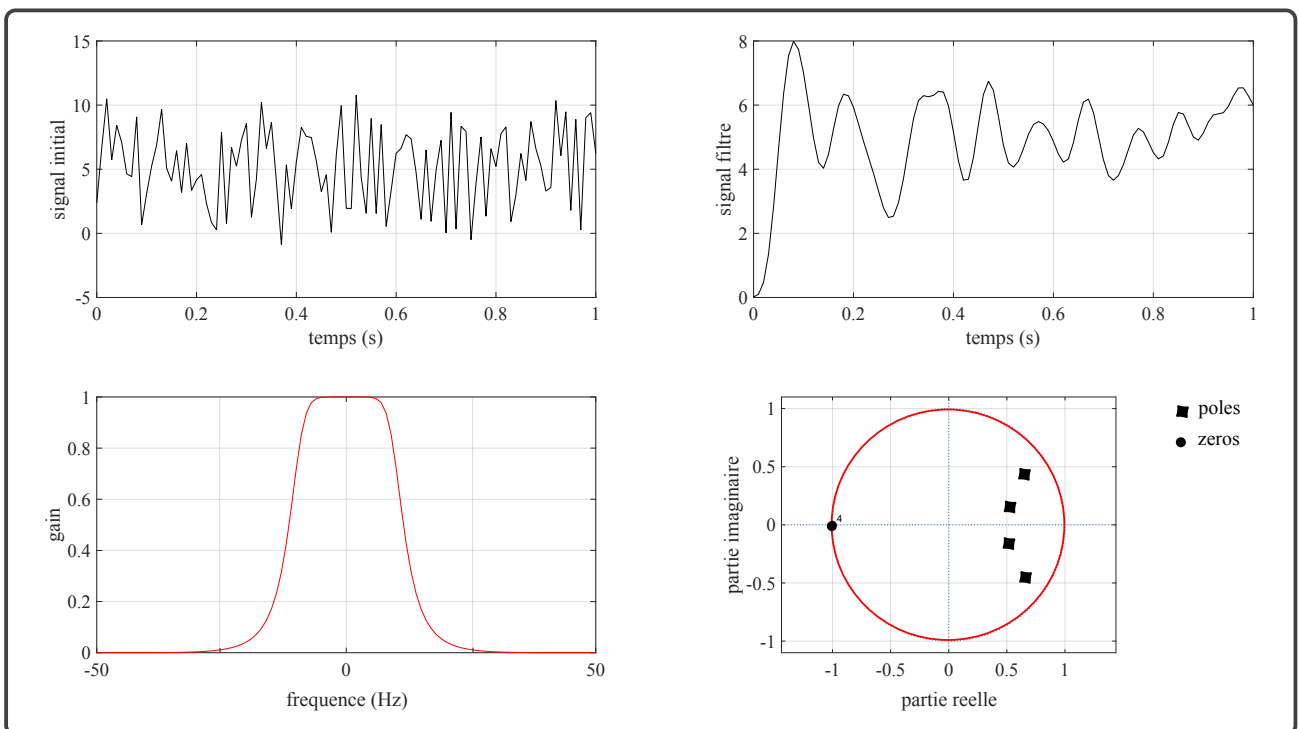 15
10
5
0
-5
signal initial
0 0.2 0.4 0.6 0.8 1
temps (s)
8
6
4
2
0
signal filtre
0 0.2 0.4 0.6 0.8 1
temps (s)
1
0.8
0.6
0.4
0.2
0
gain
-50 0 50
frequence (Hz)
1
0.5
0
-0.5
-1
partie imaginaire
4
-1 -0.5 0 0.5 1
partie reelle
poles
zeros